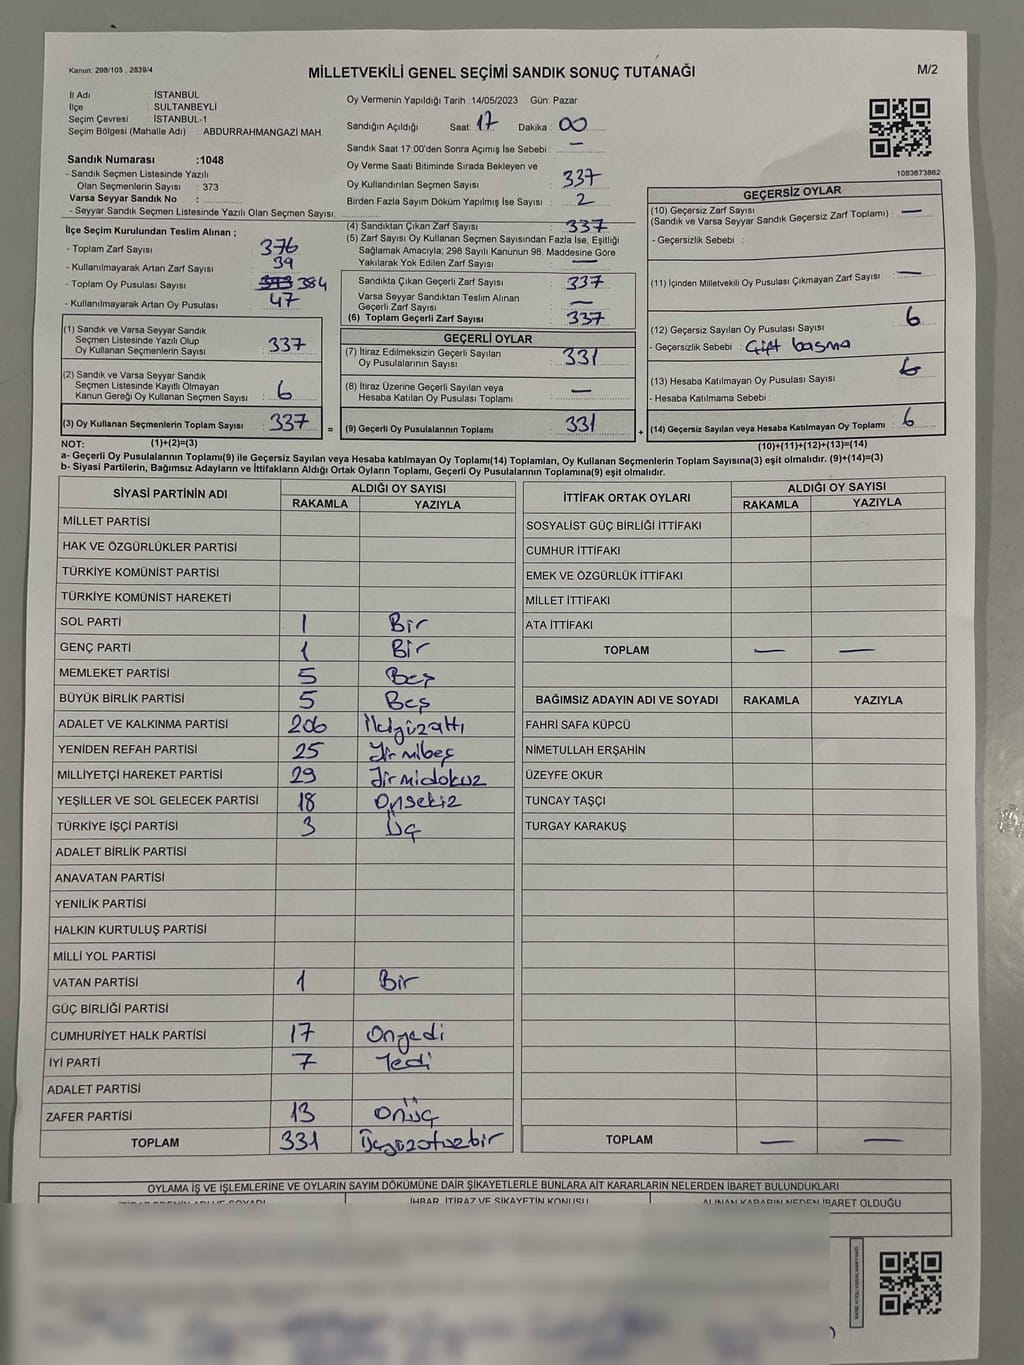 Kanun, 298/105 , 2839/4
MİLLETVEKİLİ GENEL SEÇİMİ SANDIK SONUÇ TUTANAĞI
M/2
İl Adı : İSTANBUL
İlçe : SULTANBEYLİ
Seçim Çevresi : İSTANBUL-1
Seçim Bölgesi (Mahalle Adı) : ABDURRAHMANGAZİ MAH.
Sandık Numarası :1048
- Sandık Seçmen Listesinde Yazılı
Olan Seçmenlerin Sayısı : 373
Varsa Seyyar Sandık No :
- Seyyar Sandık Seçmen Listesinde Yazılı Olan Seçmen Sayısı:
Oy Vermenin Yapıldığı Tarih :14/05/2023 Gün: Pazar
Sandığın Açıldığı Saat: 17 Dakika : 00
Sandık Saat 17:00'den Sonra Açımış İse Sebebi : —
Oy Verme Saati Bitiminde Sırada Bekleyen ve
Oy Kullandırılan Seçmen Sayısı : 337
Birden Fazla Sayım Döküm Yapılmış İse Sayısı : 2
1083673862
İlçe Seçim Kurulundan Teslim Alınan ;
- Toplam Zarf Sayısı : 376
- Kullanılmayarak Artan Zarf Sayısı : 39
- Toplam Oy Pusulası Sayısı : 384
- Kullanılmayarak Artan Oy Pusulası : 47
(1) Sandık ve Varsa Seyyar Sandık
Seçmen Listesinde Yazılı Olup
Oy Kullanan Seçmenlerin Sayısı : 337
(2) Sandık ve Varsa Seyyar Sandık
Seçmen Listesinde Kayıtlı Olmayan
Kanun Gereği Oy Kullanan Seçmen Sayısı : 6
(3) Oy Kullanan Seçmenlerin Toplam Sayısı : 337 =
(4) Sandıktan Çıkan Zarf Sayısı : 337
(5) Zarf Sayısı Oy Kullanan Seçmen Sayısından Fazla İse, Eşitliği
Sağlamak Amacıyla; 298 Sayılı Kanunun 98. Maddesine Göre
Yakılarak Yok Edilen Zarf Sayısı : —
Sandıkta Çıkan Geçerli Zarf Sayısı : 337
Varsa Seyyar Sandıktan Teslim Alınan
Geçerli Zarf Sayısı : —
(6) Toplam Geçerli Zarf Sayısı : 337
GEÇERLİ OYLAR
(7) İtiraz Edilmeksizin Geçerli Sayılan
Oy Pusulalarının Sayısı : 331
(8) İtiraz Üzerine Geçerli Sayılan veya
Hesaba Katılan Oy Pusulası Toplamı : —
(9) Geçerli Oy Pusulalarının Toplamı : 331 +
GEÇERSİZ OYLAR
(10) Geçersiz Zarf Sayısı
(Sandık ve Varsa Seyyar Sandık Geçersiz Zarf Toplamı) : —
- Geçersizlik Sebebi :
(11) İçinden Milletvekili Oy Pusulası Çıkmayan Zarf Sayısı : —
(12) Geçersiz Sayılan Oy Pusulası Sayısı : 6
- Geçersizlik Sebebi : Çift basma
(13) Hesaba Katılmayan Oy Pusulası Sayısı : 6
- Hesaba Katılmama Sebebi :
(14) Geçersiz Sayılan veya Hesaba Katılmayan Oy Toplamı : 6
NOT: (1)+(2)=(3) (10)+(11)+(12)+(13)=(14)
a- Geçerli Oy Pusulalarının Toplamı(9) ile Geçersiz Sayılan veya Hesaba katılmayan Oy Toplamı(14) Toplamları, Oy Kullanan Seçmenlerin Toplam Sayısına(3) eşit olmalıdır. (9)+(14)=(3)
b- Siyasi Partilerin, Bağımsız Adayların ve İttifakların Aldığı Ortak Oyların Toplamı, Geçerli Oy Pusulalarının Toplamına(9) eşit olmalıdır.
SİYASİ PARTİNİN ADI ALDIĞI OY SAYISI
RAKAMLA YAZIYLA
MİLLET PARTİSİ
HAK VE ÖZGÜRLÜKLER PARTİSİ
TÜRKİYE KOMÜNİST PARTİSİ
TÜRKİYE KOMÜNİST HAREKETİ
SOL PARTİ 1 Bir
GENÇ PARTİ 1 Bir
MEMLEKET PARTİSİ 5 Beş
BÜYÜK BİRLİK PARTİSİ 5 Beş
ADALET VE KALKINMA PARTİSİ 206 İkiyüzaltı
YENİDEN REFAH PARTİSİ 25 Yirmibeş
MİLLİYETÇİ HAREKET PARTİSİ 29 Yirmidokuz
YEŞİLLER VE SOL GELECEK PARTİSİ 18 Onsekiz
TÜRKİYE İŞÇİ PARTİSİ 3 Üç
ADALET BİRLİK PARTİSİ
ANAVATAN PARTİSİ
YENİLİK PARTİSİ
HALKIN KURTULUŞ PARTİSİ
MİLLİ YOL PARTİSİ
VATAN PARTİSİ 1 Bir
GÜÇ BİRLİĞİ PARTİSİ
CUMHURİYET HALK PARTİSİ 17 Onyedi
İYİ PARTİ 7 Yedi
ADALET PARTİSİ
ZAFER PARTİSİ 13 Onüç
TOPLAM 331 Üçyüzotuzbir
İTTİFAK ORTAK OYLARI ALDIĞI OY SAYISI
RAKAMLA YAZIYLA
SOSYALİST GÜÇ BİRLİĞİ İTTİFAKI
CUMHUR İTTİFAKI
EMEK VE ÖZGÜRLÜK İTTİFAKI
MİLLET İTTİFAKI
ATA İTTİFAKI
TOPLAM — —
BAĞIMSIZ ADAYIN ADI VE SOYADI RAKAMLA YAZIYLA
FAHRİ SAFA KÜPCÜ
NİMETULLAH ERŞAHİN
ÜZEYFE OKUR
TUNCAY TAŞÇI
TURGAY KARAKUŞ
TOPLAM — —
OYLAMA İŞ VE İŞLEMLERİNE VE OYLARIN SAYIM DÖKÜMÜNE DAİR ŞİKAYETLERLE BUNLARA AİT KARARLARIN NELERDEN İBARET BULUNDUKLARI
İHBAR, İTİRAZ VE ŞİKAYETİN KONUSU ALINAN KARARIN NEDEN İBARET OLDUĞU